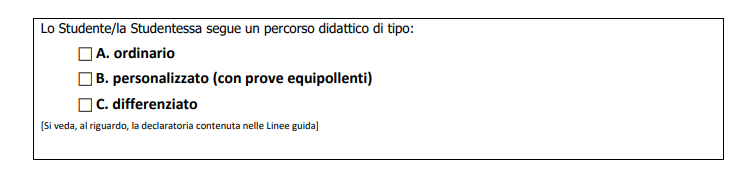 Lo Studente/la Studentessa segue un percorso didattico di tipo:
A. ordinario
B. personalizzato (con prove equipollenti)
C. differenziato
[Si veda, al riguardo, la declaratoria contenuta nelle Linee guida]